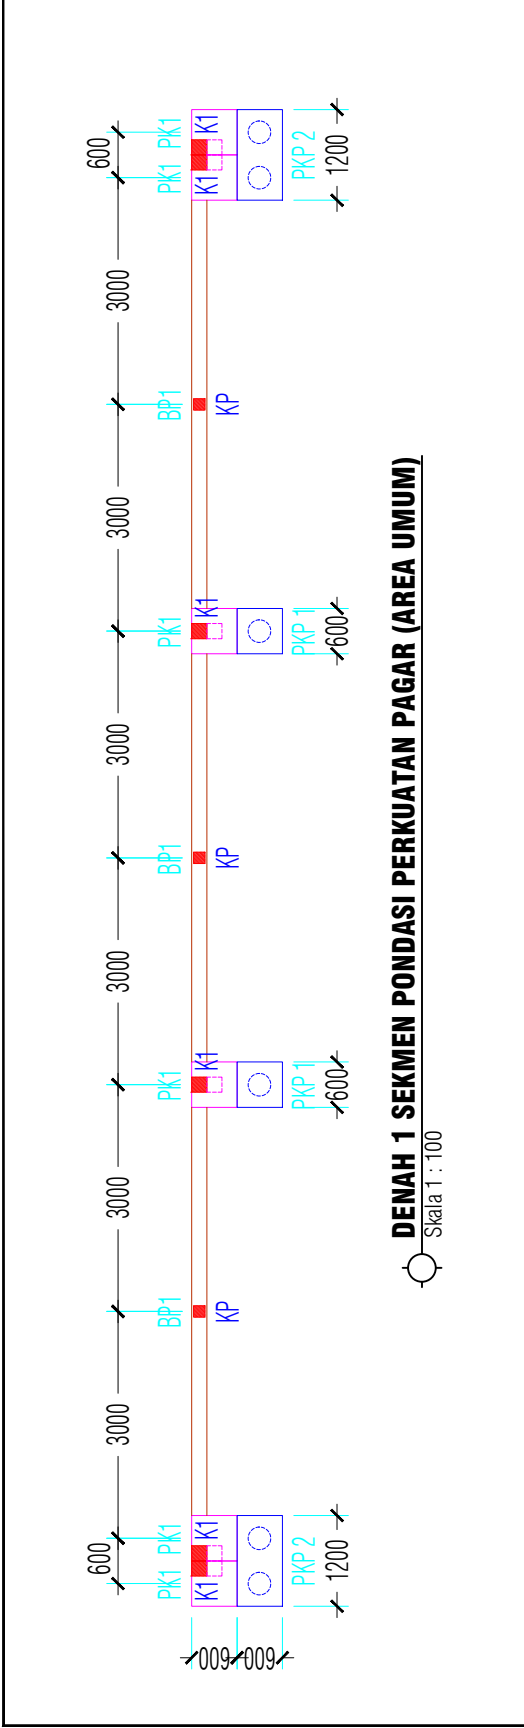 600 3000 3000 3000 3000 3000 3000 600
PK1 PK1 BP1 PK1 BP1 PK1 BP1 PK1 PK1
K1 K1 KP K1 KP K1 KP K1 K1
600
600
PKP 2 PKP 1 PKP 1 PKP 2
1200 600 600 1200
DENAH 1 SEKMEN PONDASI PERKUATAN PAGAR (AREA UMUM)
Skala 1 : 100